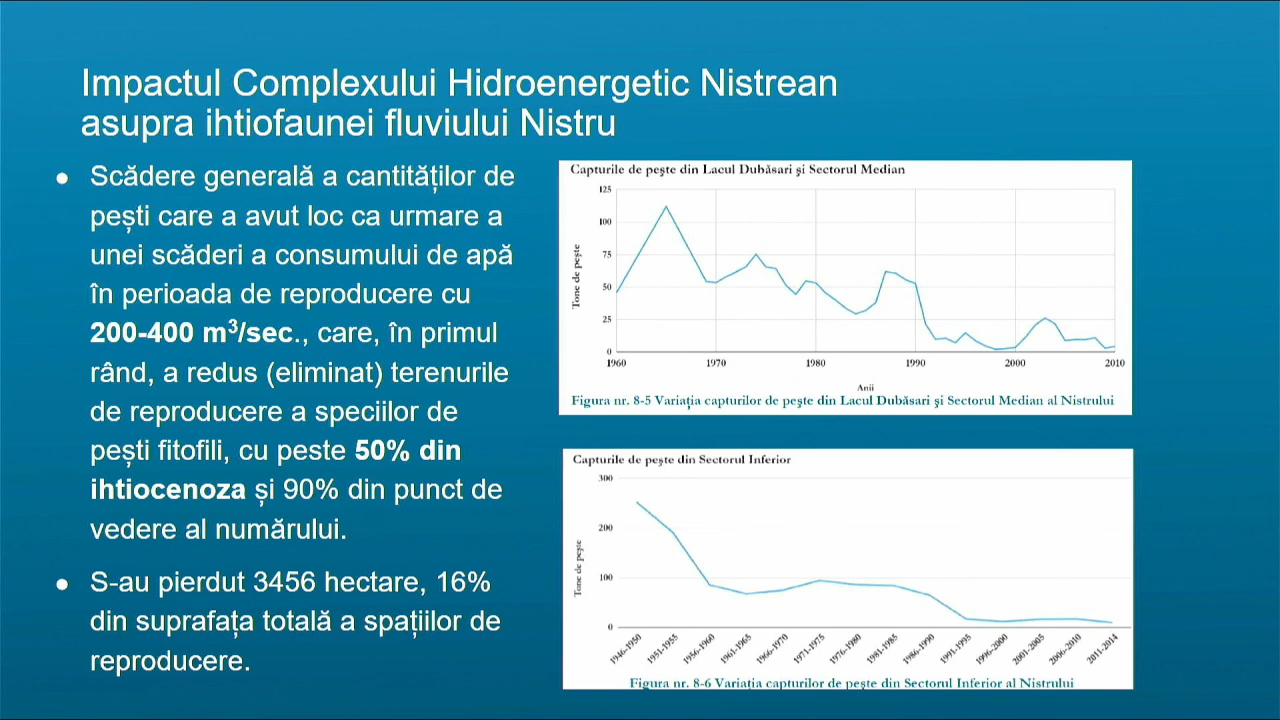 Impactul Complexului Hidroenergetic Nistrean
asupra ihtiofaunei fluviului Nistru
• Scădere generală a cantităților de
pești care a avut loc ca urmare a
unei scăderi a consumului de apă
în perioada de reproducere cu
200-400 m³/sec., care, în primul
rând, a redus (eliminat) terenurile
de reproducere a speciilor de
pești fitofili, cu peste 50% din
ihtiocenoza și 90% din punct de
vedere al numărului.
• S-au pierdut 3456 hectare, 16%
din suprafața totală a spațiilor de
reproducere.
Capturile de pește din Lacul Dubăsari și Sectorul Median
125
100
75
50
25
0
Tone de pește
1960 1970 1980 1990 2000 2010
Anii
Figura nr. 8-5 Variația capturilor de pește din Lacul Dubăsari și Sectorul Median al Nistrului
Capturile de pește din Sectorul Inferior
300
200
100
0
Tone de pește
1946-1950 1951-1955 1956-1960 1961-1965 1966-1970 1971-1975 1976-1980 1981-1985 1986-1990 1991-1995 1996-2000 2001-2005 2006-2010 2011-2014
Figura nr. 8-6 Variația capturilor de pește din Sectorul Inferior al Nistrului